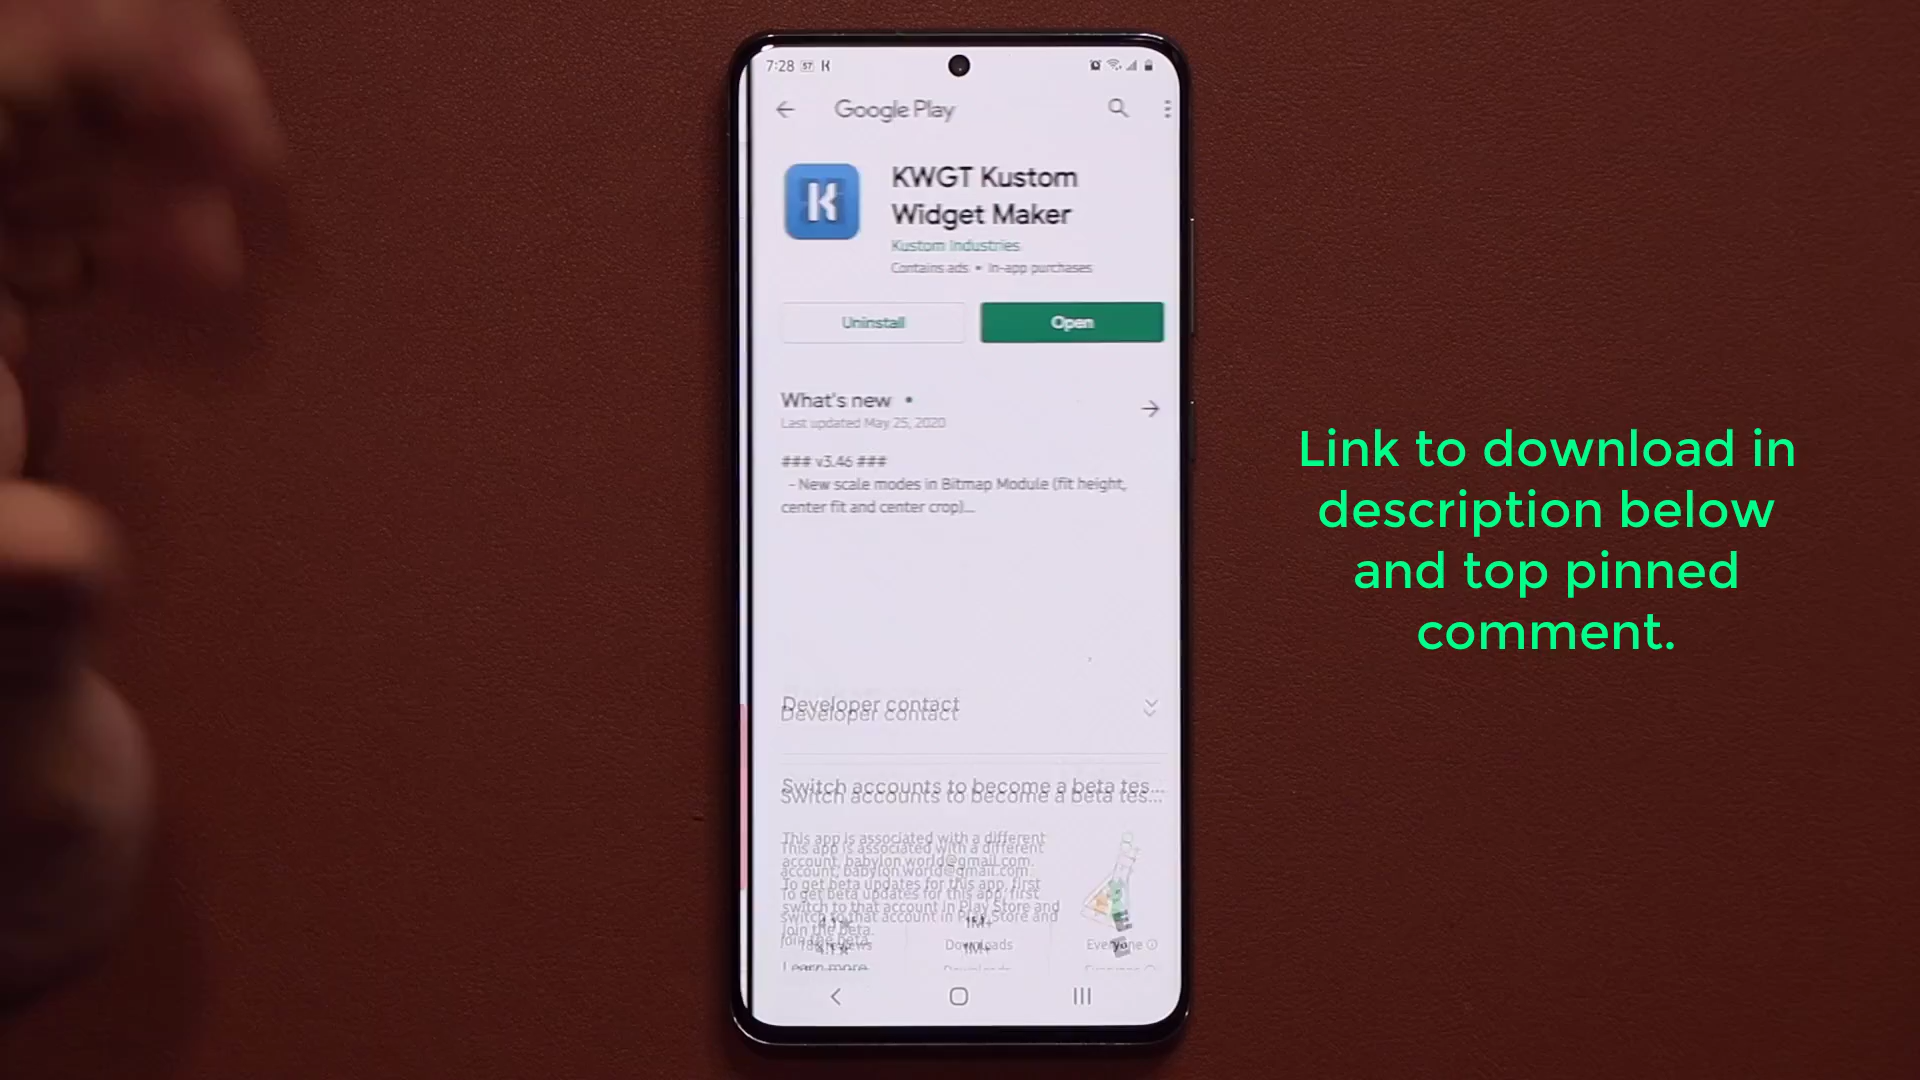 7:28
Google Play
KWGT Kustom
Widget Maker
Kustom Industries
Contains ads • In-app purchases
Uninstall
Open
What's new •
Last updated May 25, 2020
### v3.46 ###
- New scale modes in Bitmap Module (fit height,
center fit and center crop)...
Developer contact
Switch accounts to become a beta tes...
This app is associated with a different
account, babylon.world@gmail.com.
To get beta updates for this app, first
switch to that account in Play Store and
join the beta.
1M+
Downloads
Everyone
Learn more
Link to download in
description below
and top pinned
comment.